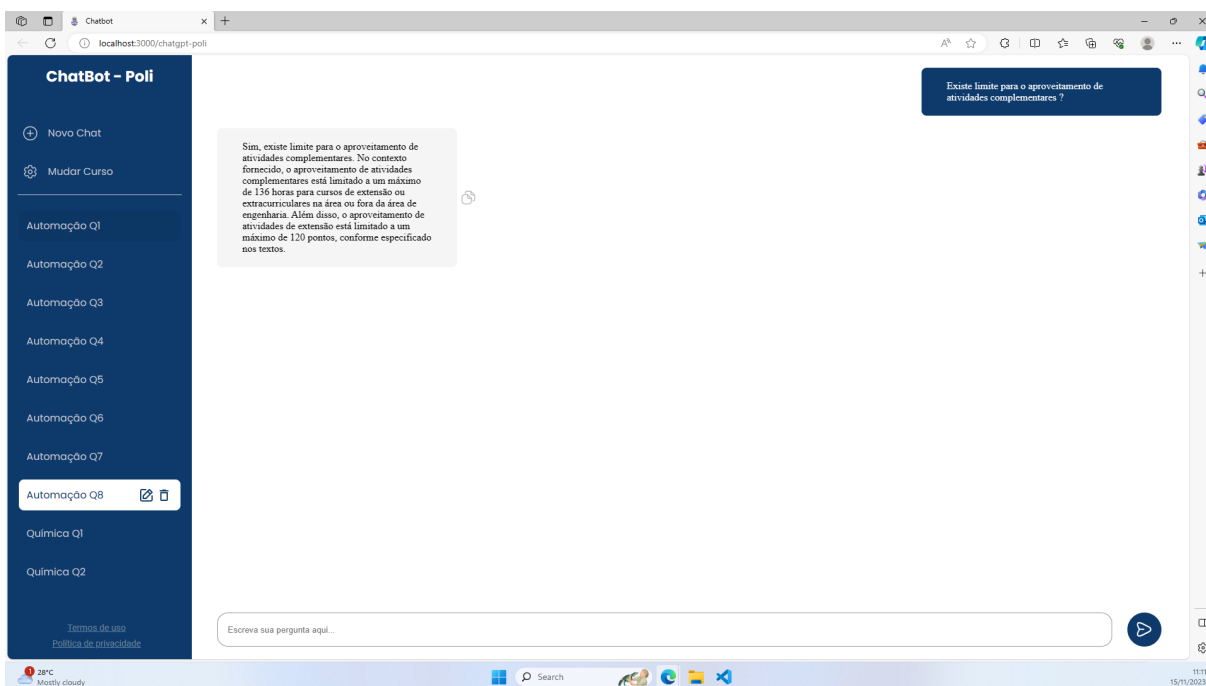 Chatbot
localhost:3000/chatgpt-poli
ChatBot - Poli
Novo Chat
Mudar Curso
Automação Q1
Automação Q2
Automação Q3
Automação Q4
Automação Q5
Automação Q6
Automação Q7
Automação Q8
Química Q1
Química Q2
Termos de uso
Política de privacidade
Existe limite para o aproveitamento de
atividades complementares ?
Sim, existe limite para o aproveitamento de
atividades complementares. No contexto
fornecido, o aproveitamento de atividades
complementares está limitado a um máximo
de 136 horas para cursos de extensão ou
extracurriculares na área ou fora da área de
engenharia. Além disso, o aproveitamento de
atividades de extensão está limitado a um
máximo de 120 pontos, conforme especificado
nos textos.
Escreva sua pergunta aqui...
1
28°C
Mostly cloudy
Search
11:11
15/11/2023